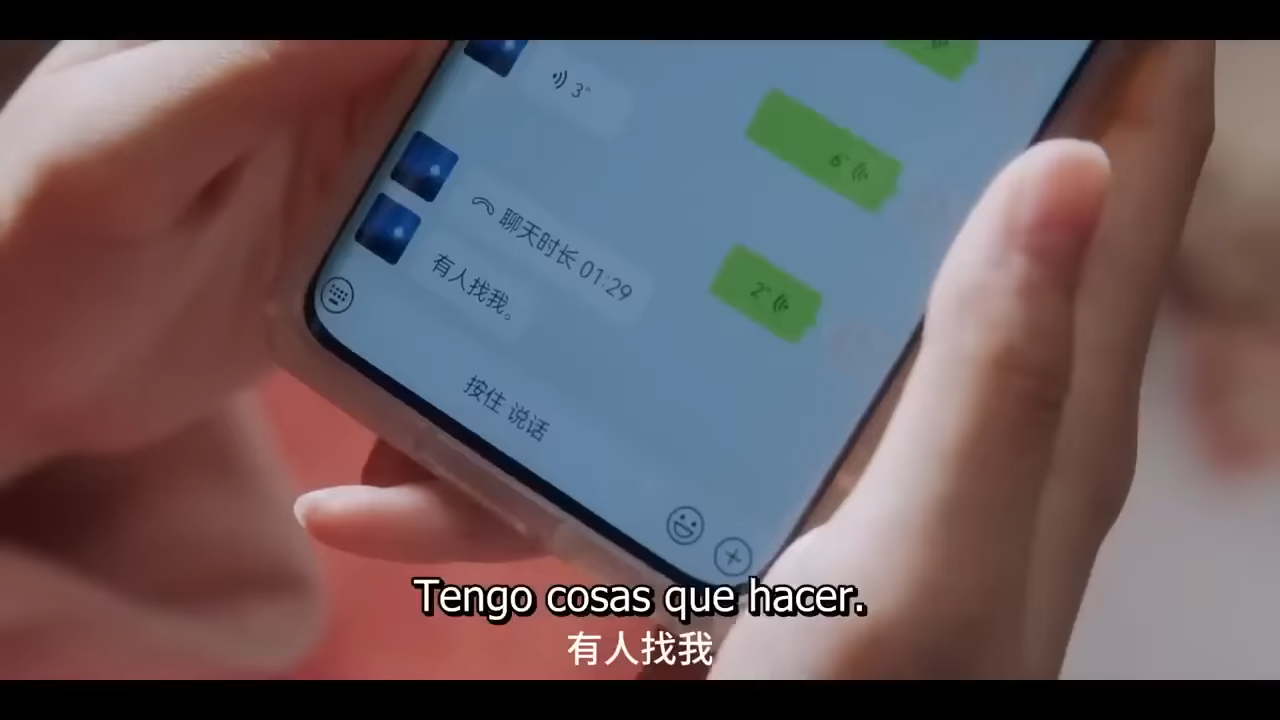 3"
6"
聊天时长 01:29
2"
有人找我。
按住 说话
Tengo cosas que hacer.
有人找我